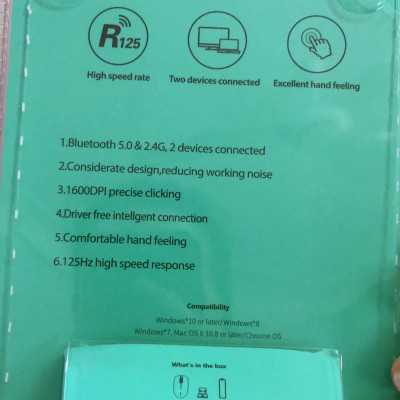 R125
High speed rate
Two devices connected
Excellent hand feeling
1.Bluetooth 5.0 & 2.4G, 2 devices connected
2.Considerate design,reducing working noise
3.1600DPI precise clicking
4.Driver free intellgent connection
5.Comfortable hand feeling
6.125Hz high speed response
Compatibility
Windows®10 or later/Windows®8
Windows®7, Mac OS X 10.8 or later/Chrome OS
What's in the box